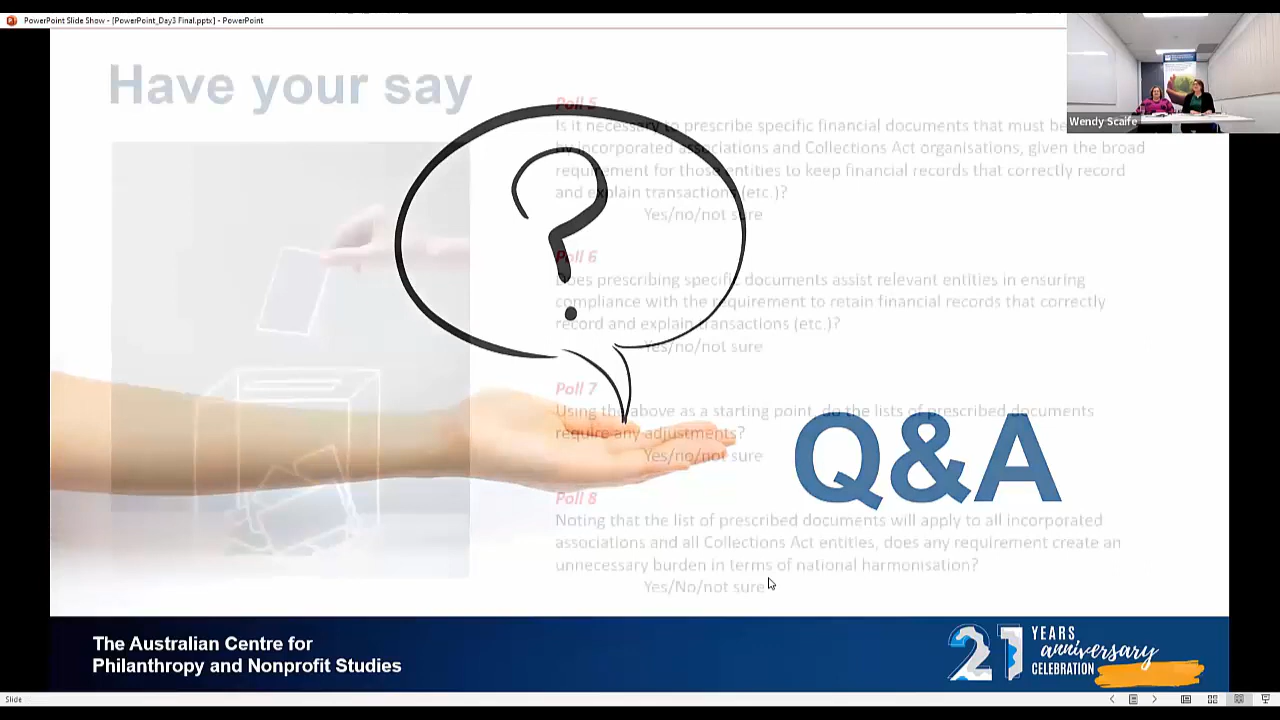 PowerPoint Slide Show - [PowerPoint_Day3 Final.pptx] - PowerPoint
Wendy Scaife
Have your say
Poll 5
Is it necessary to prescribe specific financial documents that must be
by incorporated associations and Collections Act organisations, given the broad
requirement for those entities to keep financial records that correctly record
and explain transactions (etc.)?
Yes/no/not sure
Poll 6
Does prescribing specific documents assist relevant entities in ensuring
compliance with the requirement to retain financial records that correctly
record and explain transactions (etc.)?
Yes/no/not sure
Poll 7
Using the above as a starting point, do the lists of prescribed documents
require any adjustments?
Yes/no/not sure
Poll 8
Noting that the list of prescribed documents will apply to all incorporated
associations and all Collections Act entities, does any requirement create an
unnecessary burden in terms of national harmonisation?
Yes/No/not sure
?
Q&A
The Australian Centre for
Philanthropy and Nonprofit Studies
21 YEARS
anniversary
CELEBRATION
Slide